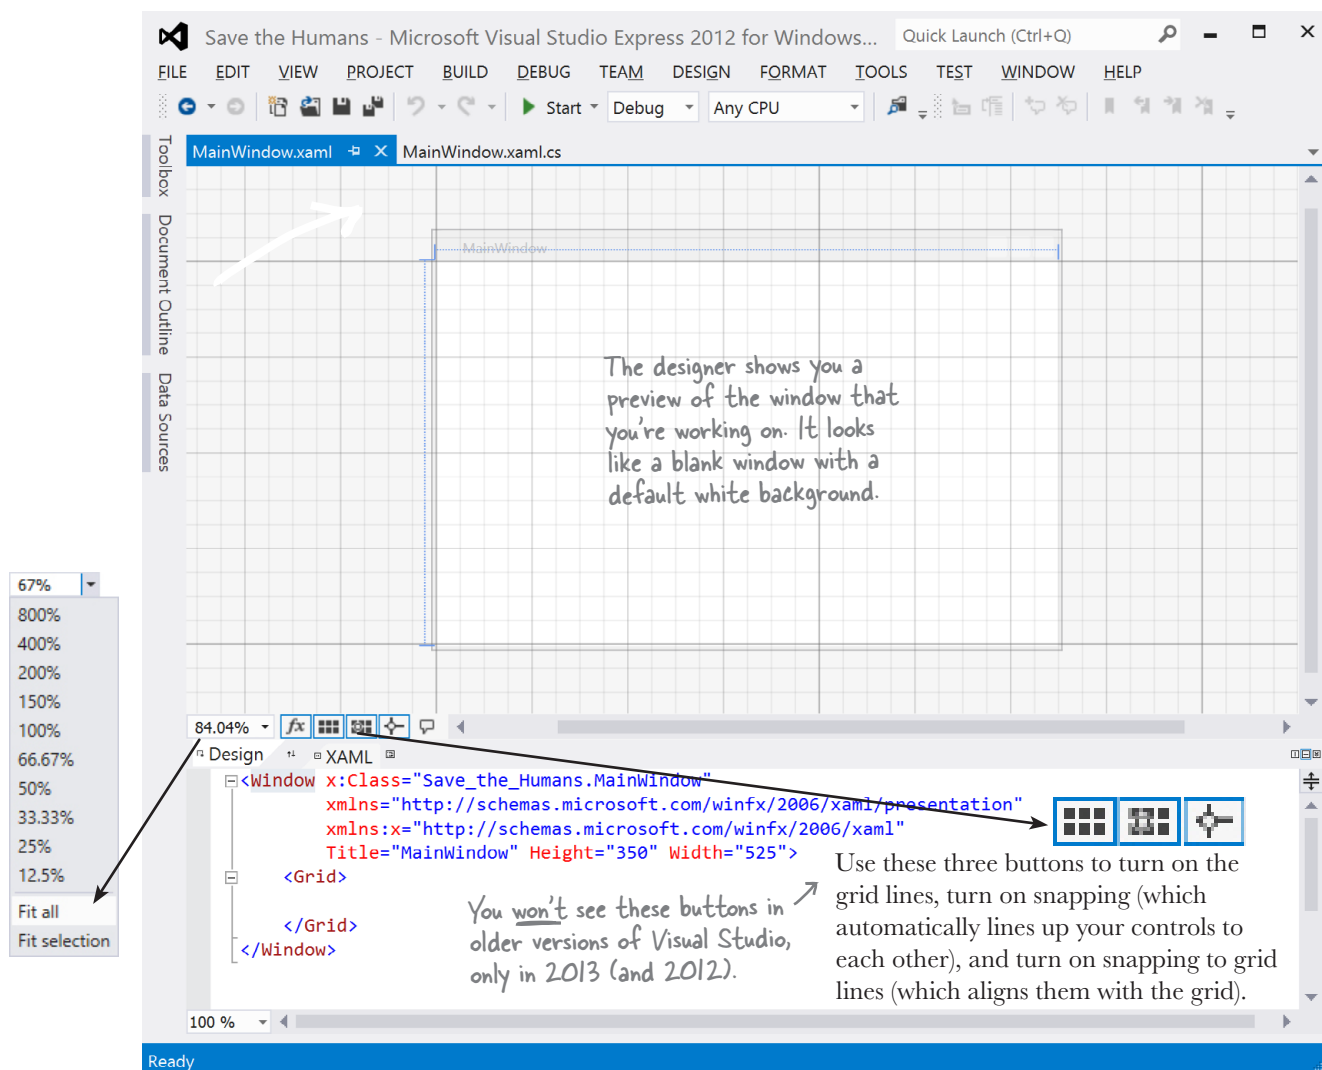 Save the Humans - Microsoft Visual Studio Express 2012 for Windows...
Quick Launch (Ctrl+Q)
FILE EDIT VIEW PROJECT BUILD DEBUG TEAM DESIGN FORMAT TOOLS TEST WINDOW HELP
Start Debug Any CPU
Toolbox
Document Outline
Data Sources
MainWindow.xaml
MainWindow.xaml.cs
MainWindow
The designer shows you a
preview of the window that
you're working on. It looks
like a blank window with a
default white background.
67%
800%
400%
200%
150%
100%
66.67%
50%
33.33%
25%
12.5%
Fit all
Fit selection
84.04% fx
Design XAML
<Window x:Class="Save_the_Humans.MainWindow"
xmlns="http://schemas.microsoft.com/winfx/2006/xaml/presentation"
xmlns:x="http://schemas.microsoft.com/winfx/2006/xaml"
Title="MainWindow" Height="350" Width="525">
<Grid>
</Grid>
</Window>
You won't see these buttons in
older versions of Visual Studio,
only in 2013 (and 2012).
Use these three buttons to turn on the
grid lines, turn on snapping (which
automatically lines up your controls to
each other), and turn on snapping to grid
lines (which aligns them with the grid).
100 %
Ready